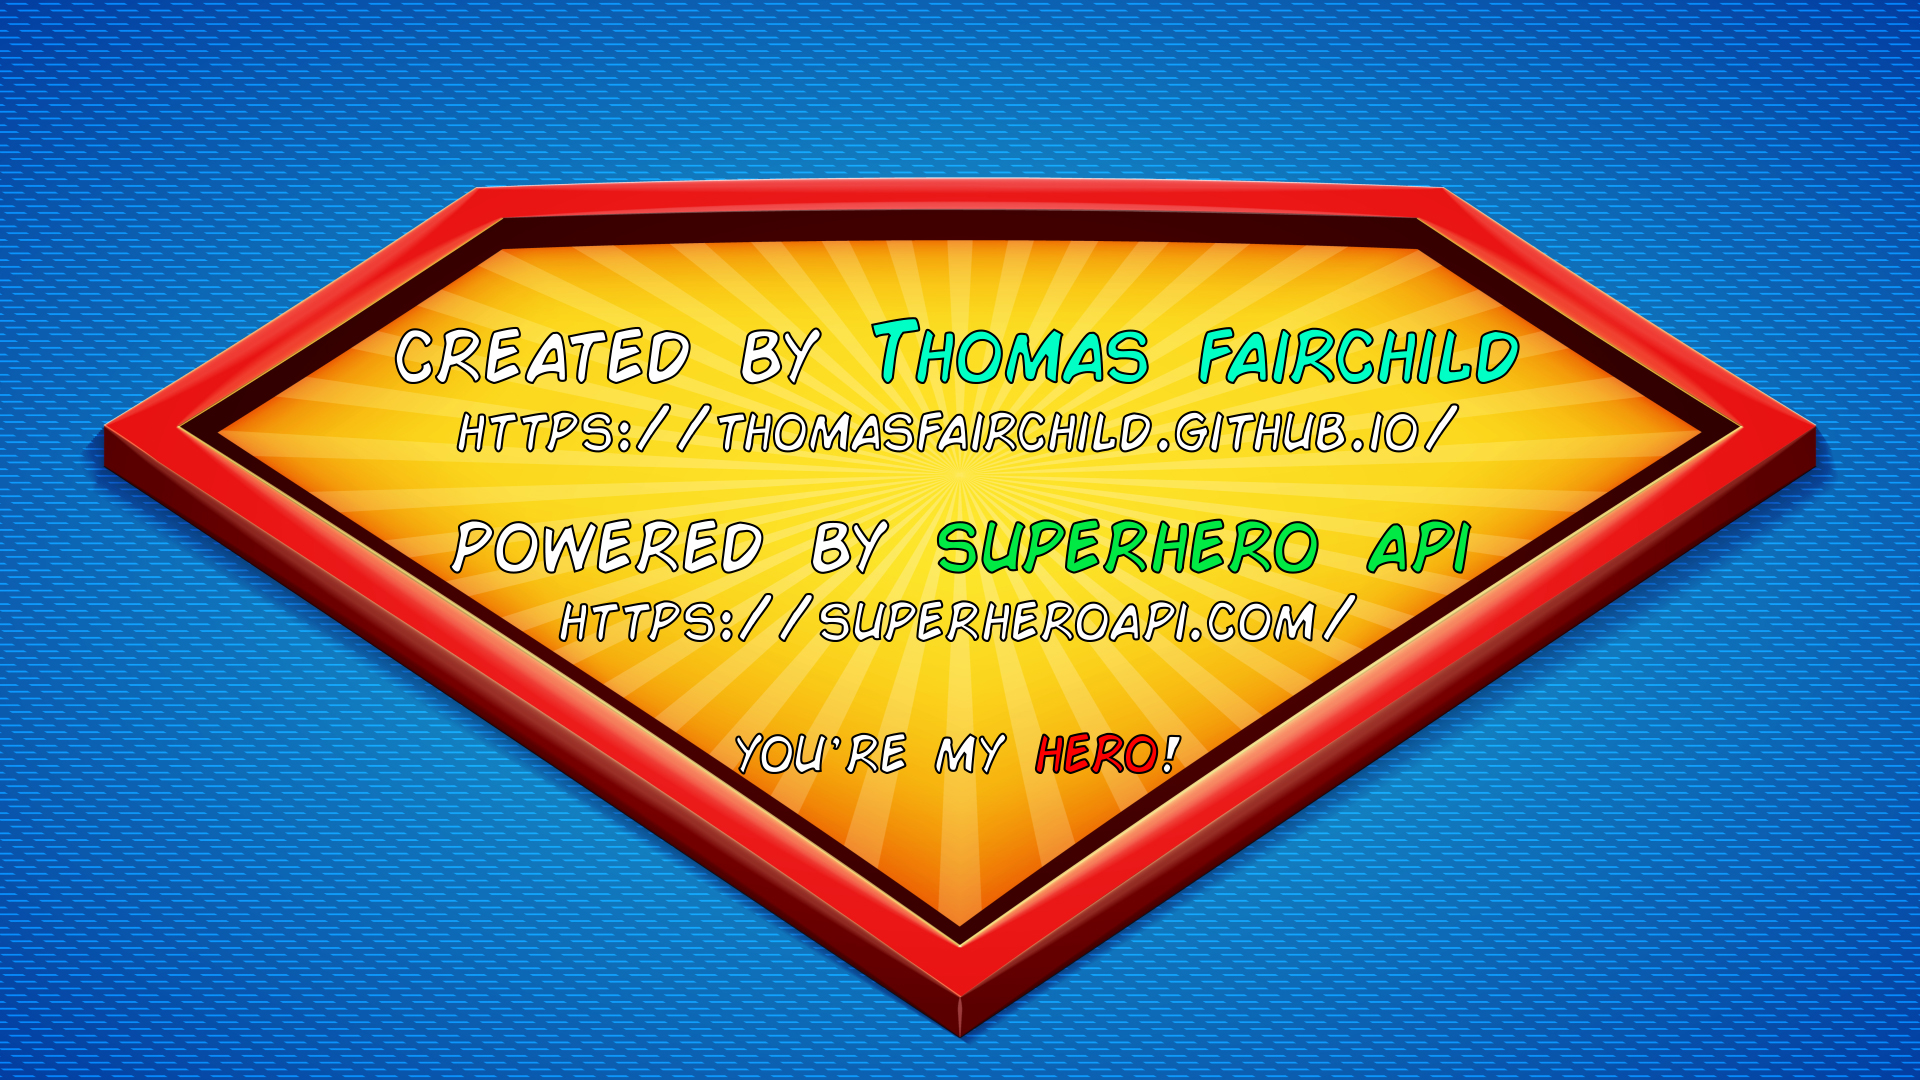 CREATED BY THOMAS FAIRCHILD
HTTPS://THOMASFAIRCHILD.GITHUB.IO/
POWERED BY SUPERHERO API
HTTPS://SUPERHEROAPI.COM/
YOU'RE MY HERO!